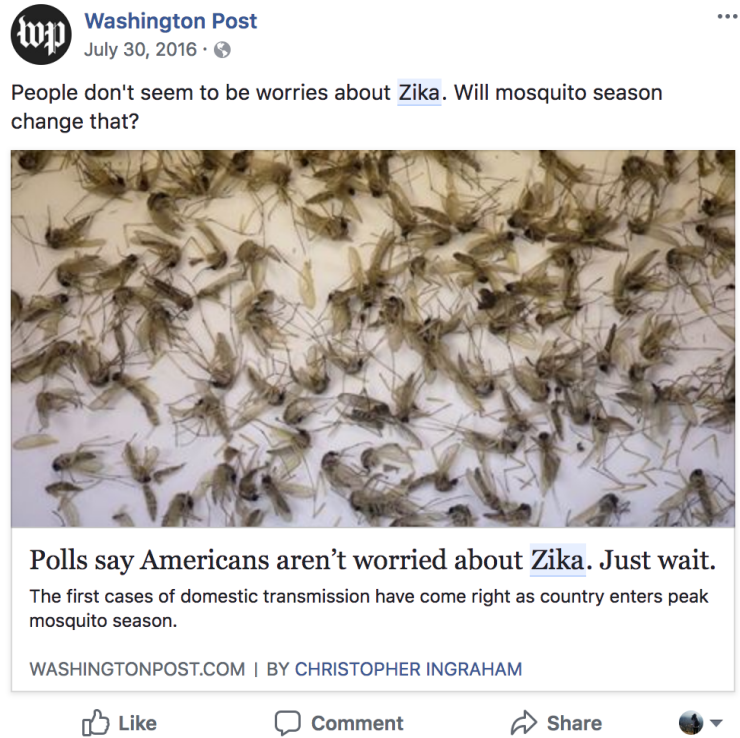 wp
Washington Post
July 30, 2016 ·
People don't seem to be worries about Zika. Will mosquito season
change that?
Polls say Americans aren't worried about Zika. Just wait.
The first cases of domestic transmission have come right as country enters peak
mosquito season.
WASHINGTONPOST.COM | BY CHRISTOPHER INGRAHAM
Like Comment Share